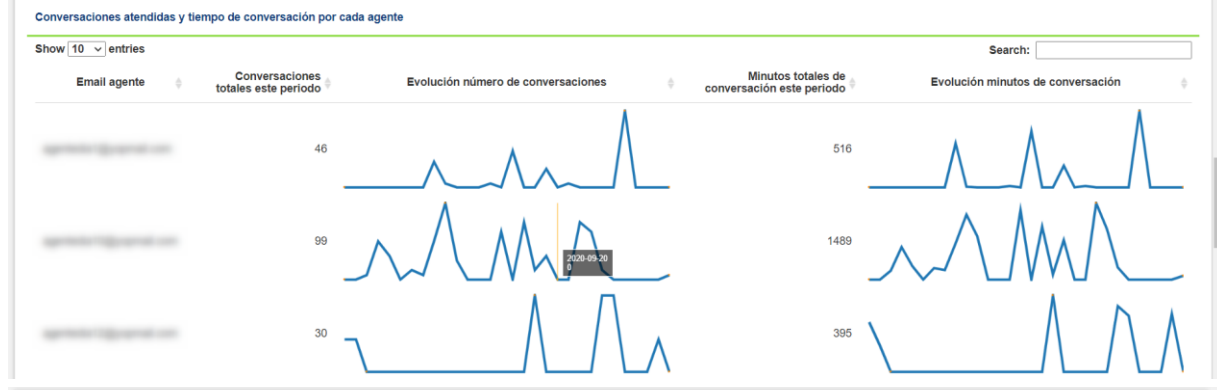 Conversaciones atendidas y tiempo de conversación por cada agente
Show 10 entries
Search:
Email agente
Conversaciones
totales este periodo
Evolución número de conversaciones
Minutos totales de
conversación este periodo
Evolución minutos de conversación
46
516
99
2020-09-20
0
1489
30
395